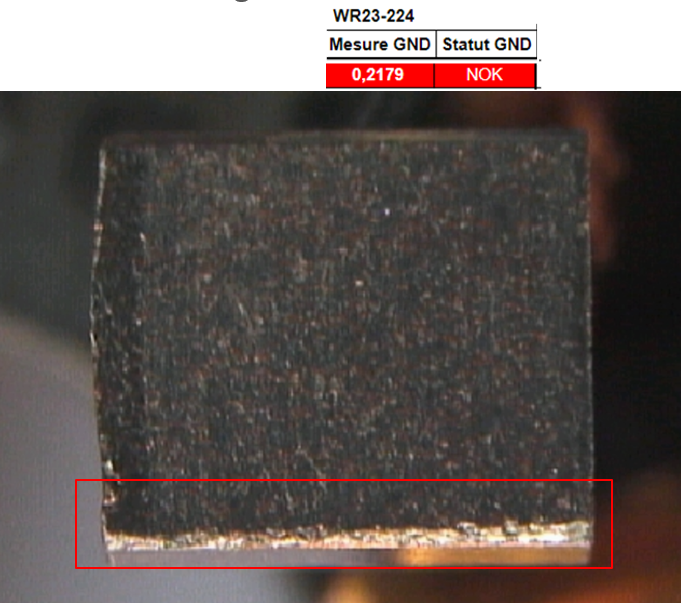 WR23-224
Mesure GND Statut GND
0,2179 NOK